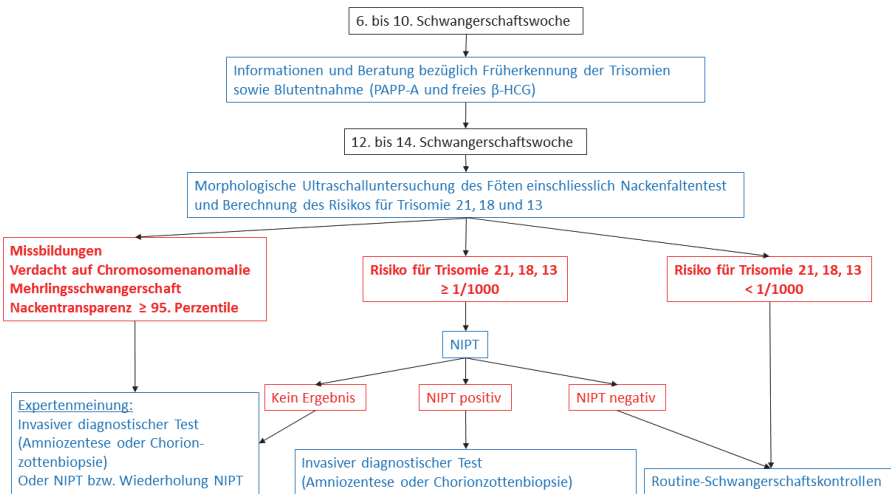 6. bis 10. Schwangerschaftswoche
Informationen und Beratung bezüglich Früherkennung der Trisomien
sowie Blutentnahme (PAPP-A und freies β-HCG)
12. bis 14. Schwangerschaftswoche
Morphologische Ultraschalluntersuchung des Föten einschliesslich Nackenfaltentest
und Berechnung des Risikos für Trisomie 21, 18 und 13
Missbildungen
Verdacht auf Chromosomenanomalie
Mehrlingsschwangerschaft
Nackentransparenz ≥ 95. Perzentile
Risiko für Trisomie 21, 18, 13
≥ 1/1000
Risiko für Trisomie 21, 18, 13
< 1/1000
NIPT
Kein Ergebnis
NIPT positiv
NIPT negativ
Expertenmeinung:
Invasiver diagnostischer Test
(Amniozentese oder Chorion-
zottenbiopsie)
Oder NIPT bzw. Wiederholung NIPT
Invasiver diagnostischer Test
(Amniozentese oder Chorionzottenbiopsie)
Routine-Schwangerschaftskontrollen